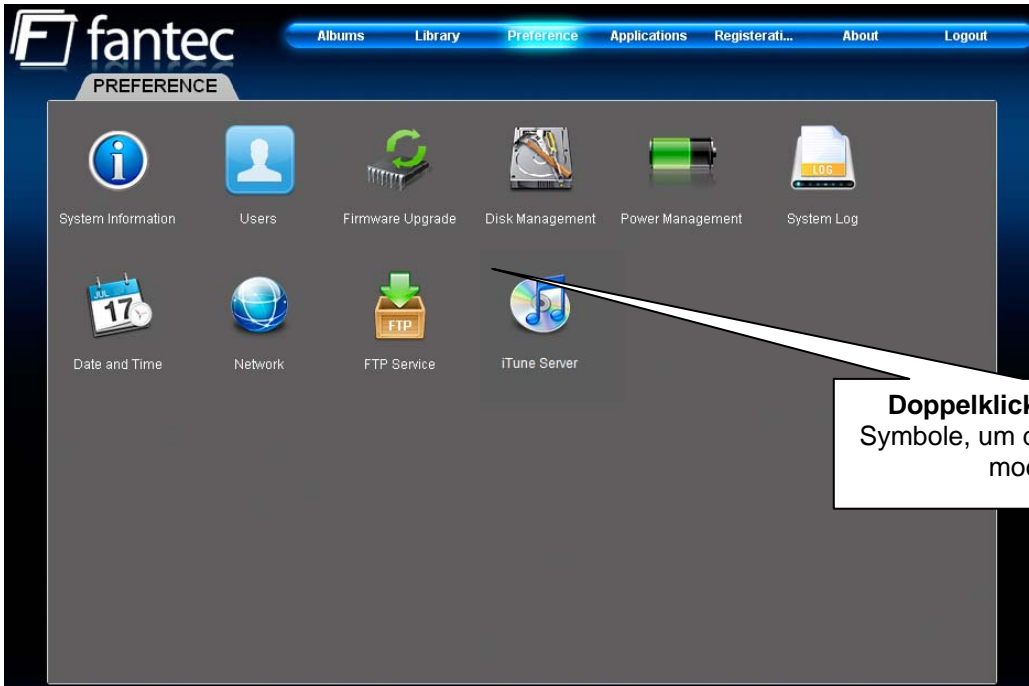 fantec
Albums Library Preference Applications Registerati... About Logout
PREFERENCE
LOG
System Information Users Firmware Upgrade Disk Management Power Management System Log
JUL
17
FTP
Date and Time Network FTP Service iTune Server
Doppelklick
Symbole, um